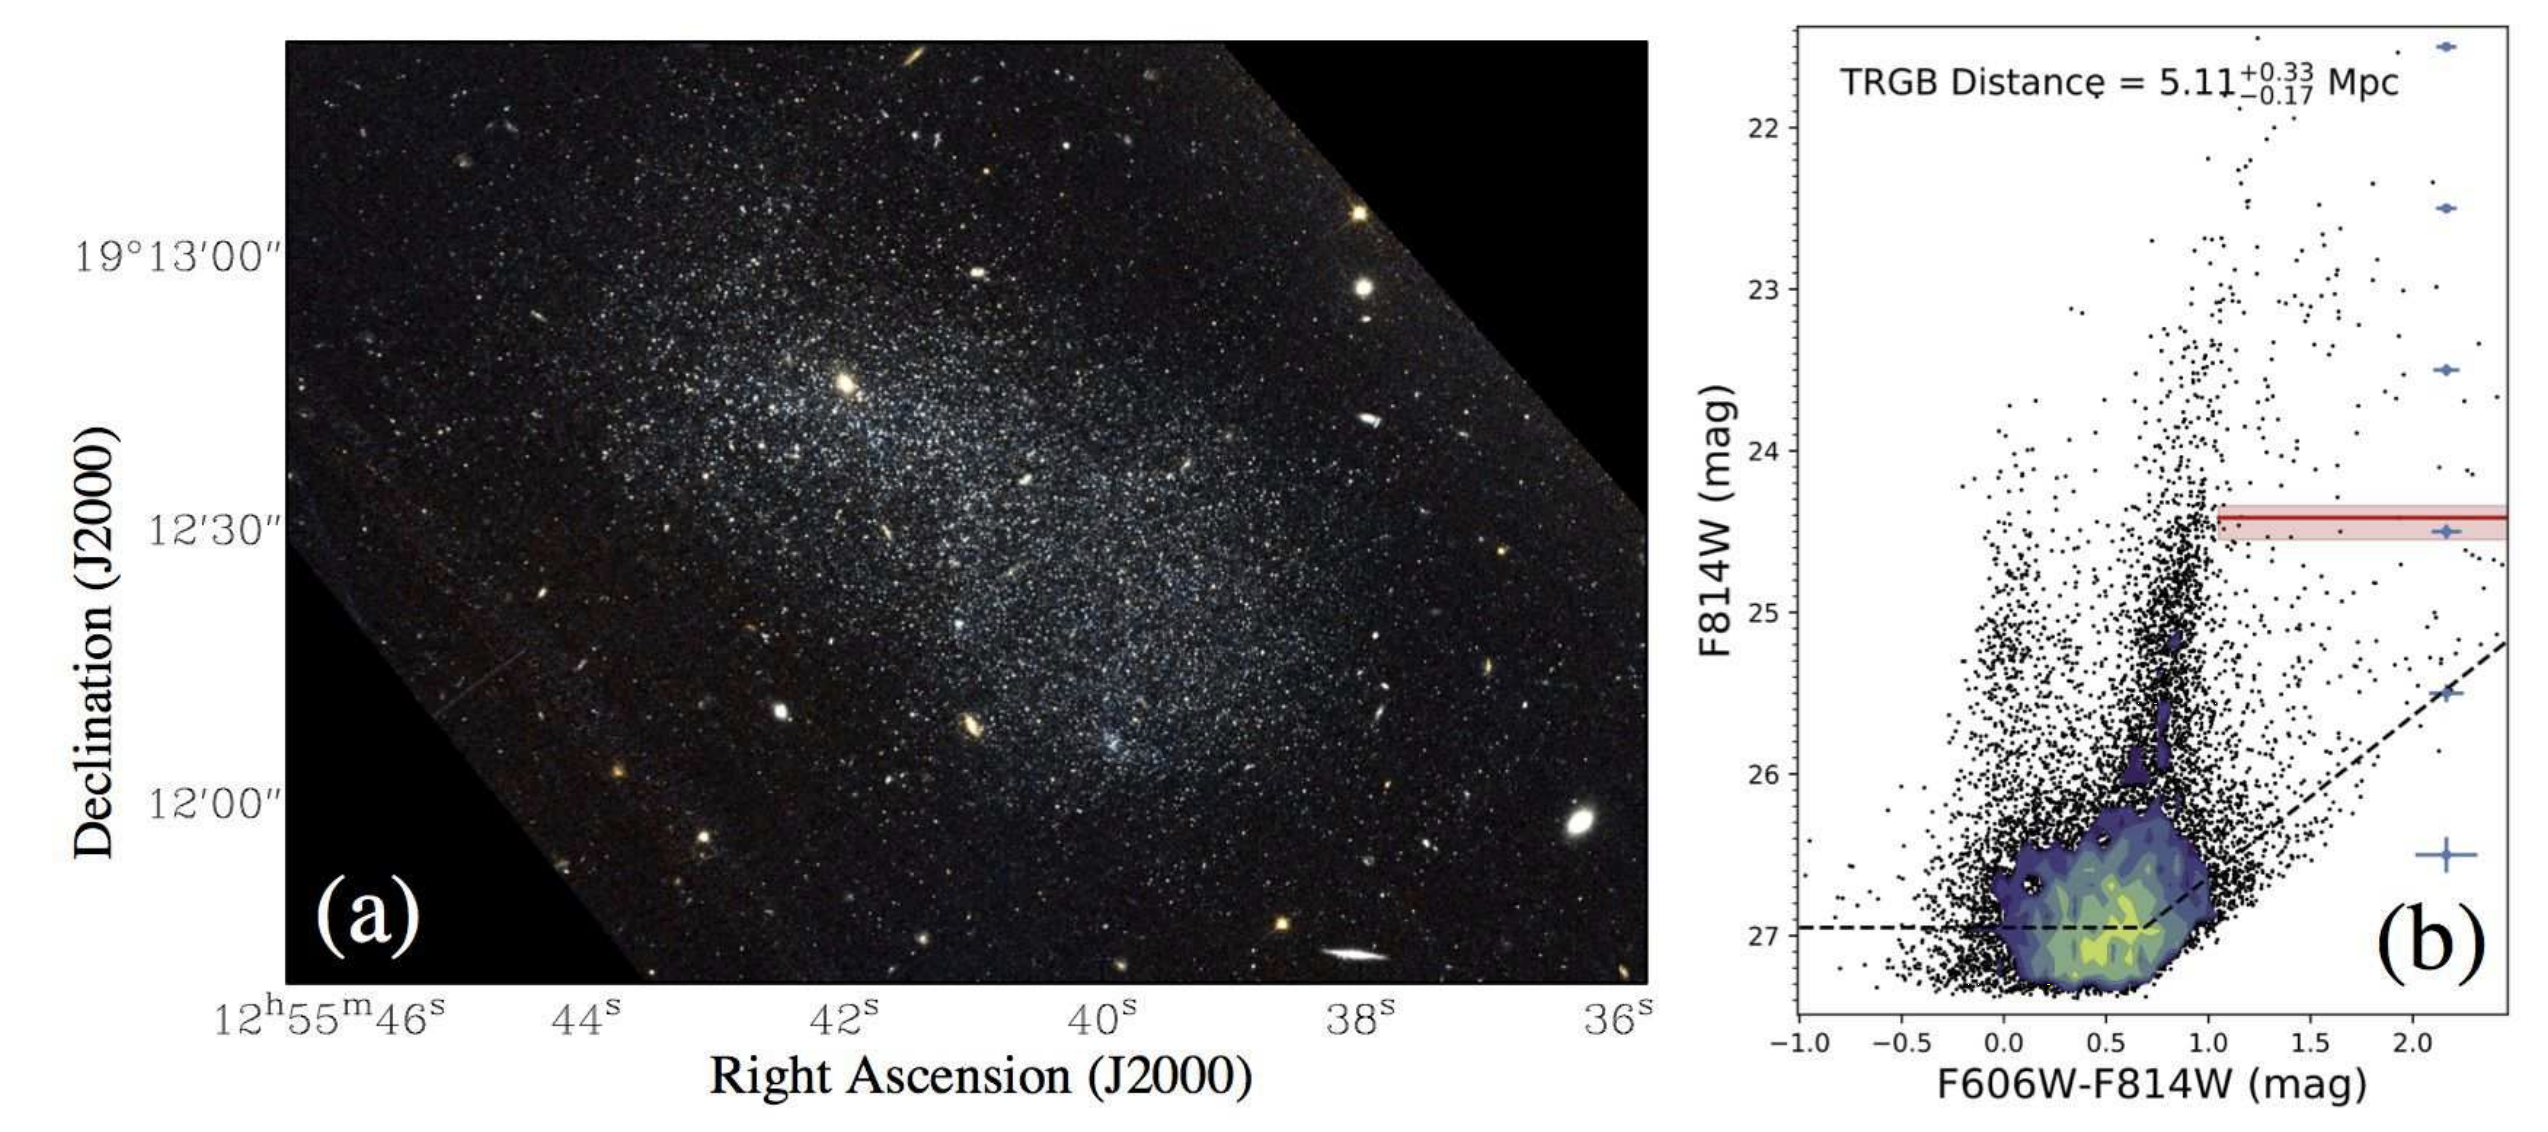 19°13′00″
12′30″
12′00″
Declination (J2000)
(a)
12ʰ55ᵐ46ˢ 44ˢ 42ˢ 40ˢ 38ˢ 36ˢ
Right Ascension (J2000)
TRGB Distance = 5.11 +0.33 −0.17 Mpc
22
23
24
25
26
27
F814W (mag)
(b)
−1.0 −0.5 0.0 0.5 1.0 1.5 2.0
F606W-F814W (mag)